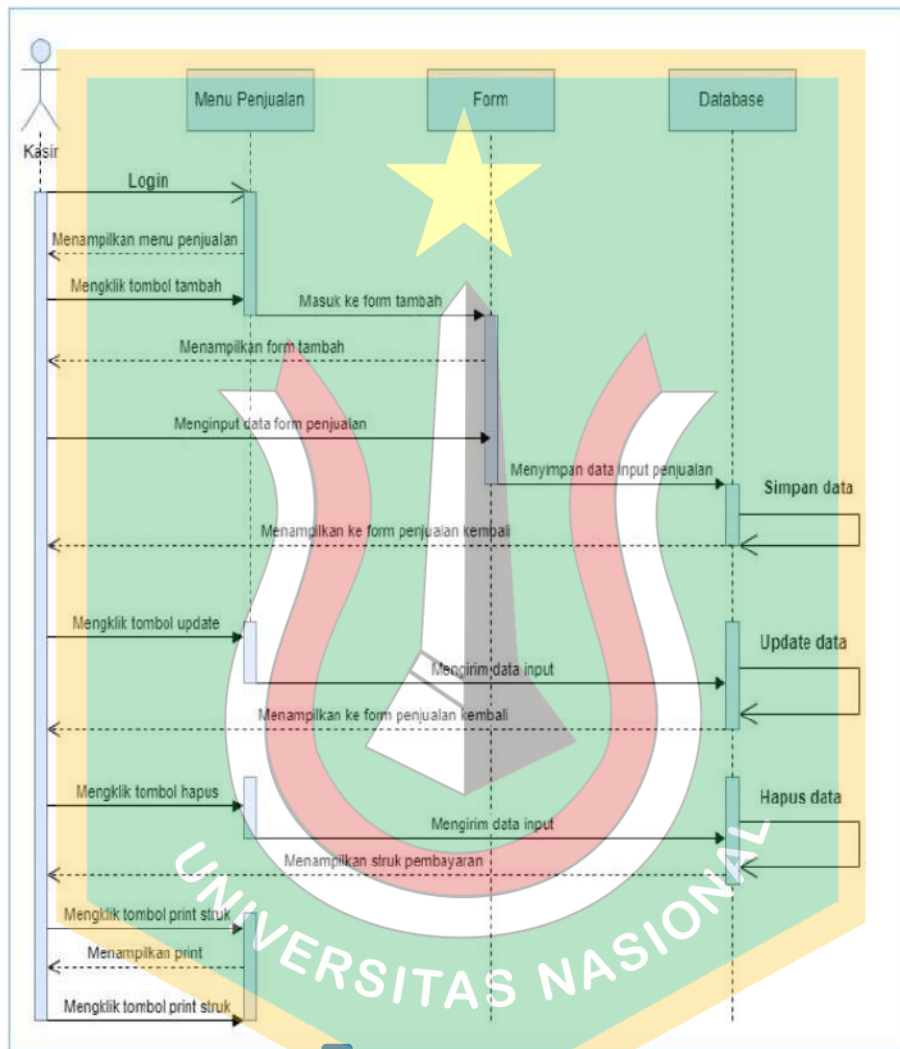 Menu Penjualan
Form
Database
Kasir
Login
Menampilkan menu penjualan
Mengklik tombol tambah
Masuk ke form tambah
Menampilkan form tambah
Menginput data form penjualan
Menyimpan data input penjualan
Simpan data
Menampilkan ke form penjualan kembali
Mengklik tombol update
Update data
Mengirim data input
Menampilkan ke form penjualan kembali
Mengklik tombol hapus
Hapus data
Mengirim data input
Menampilkan struk pembayaran
Mengklik tombol print struk
Menampilkan print
Mengklik tombol print struk
UNIVERSITAS NASIONAL